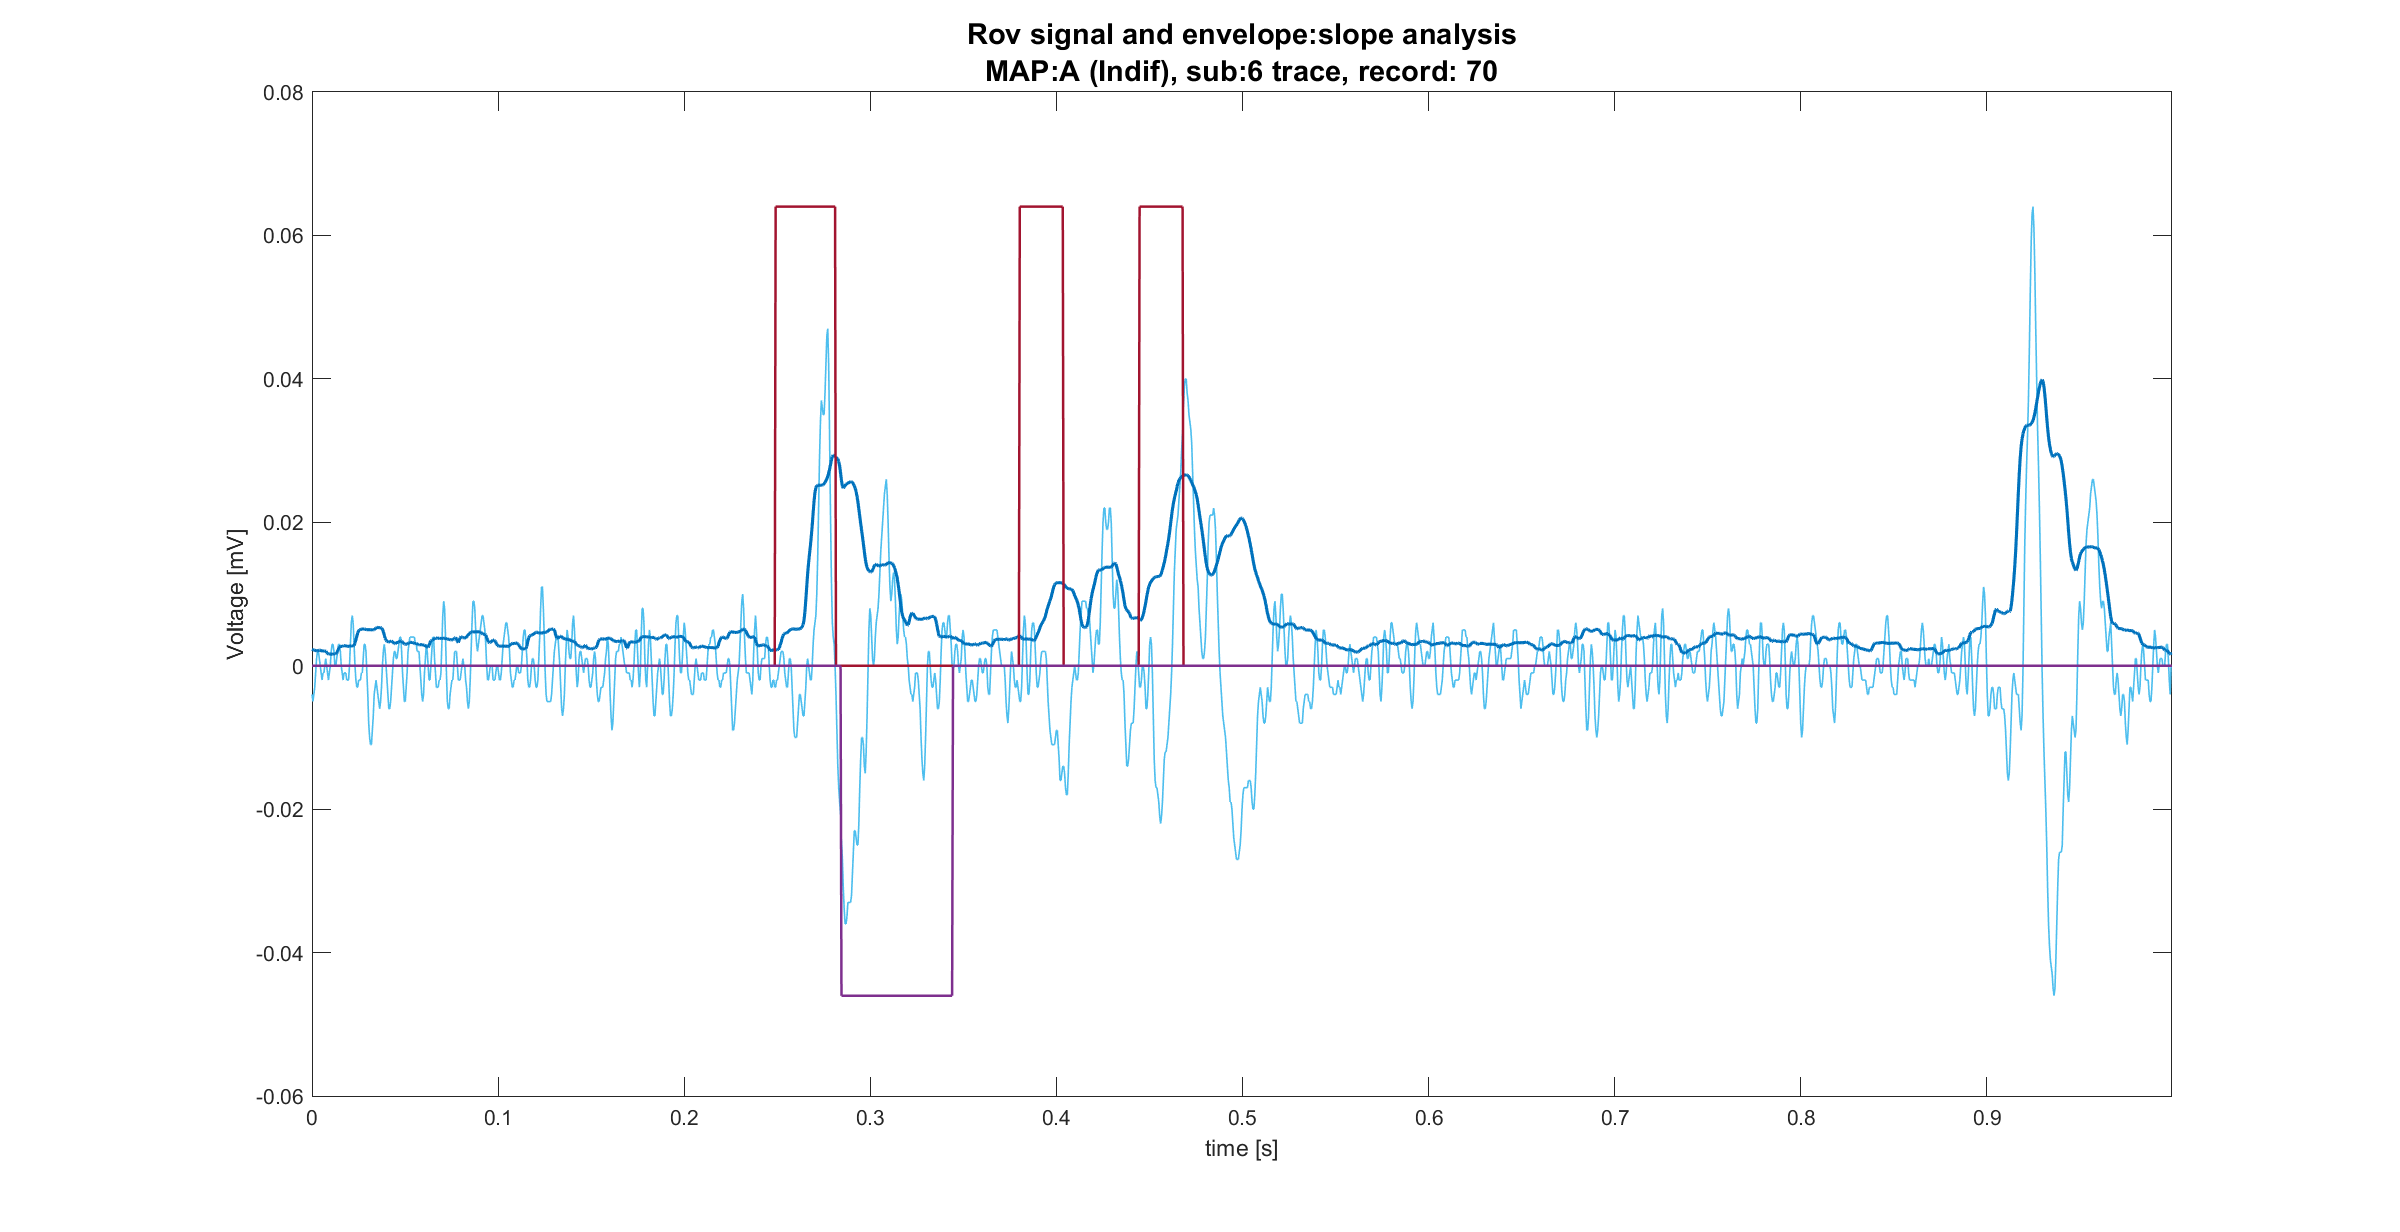 Rov signal and envelope:slope analysis
MAP:A (Indif), sub:6 trace, record: 70
0.08
0.06
0.04
0.02
0
-0.02
-0.04
-0.06
Voltage [mV]
0 0.1 0.2 0.3 0.4 0.5 0.6 0.7 0.8 0.9
time [s]